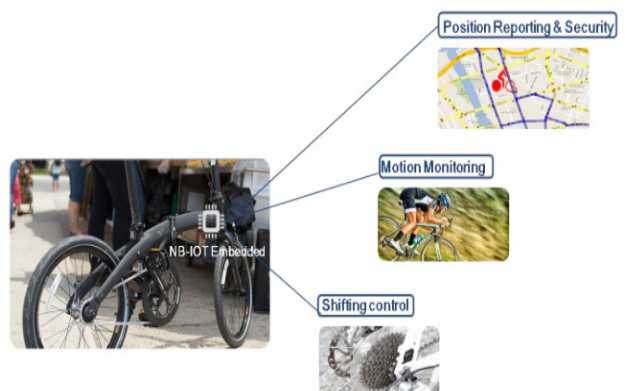 Position Reporting & Security
Motion Monitoring
NB-IOT Embedded
Shifting control